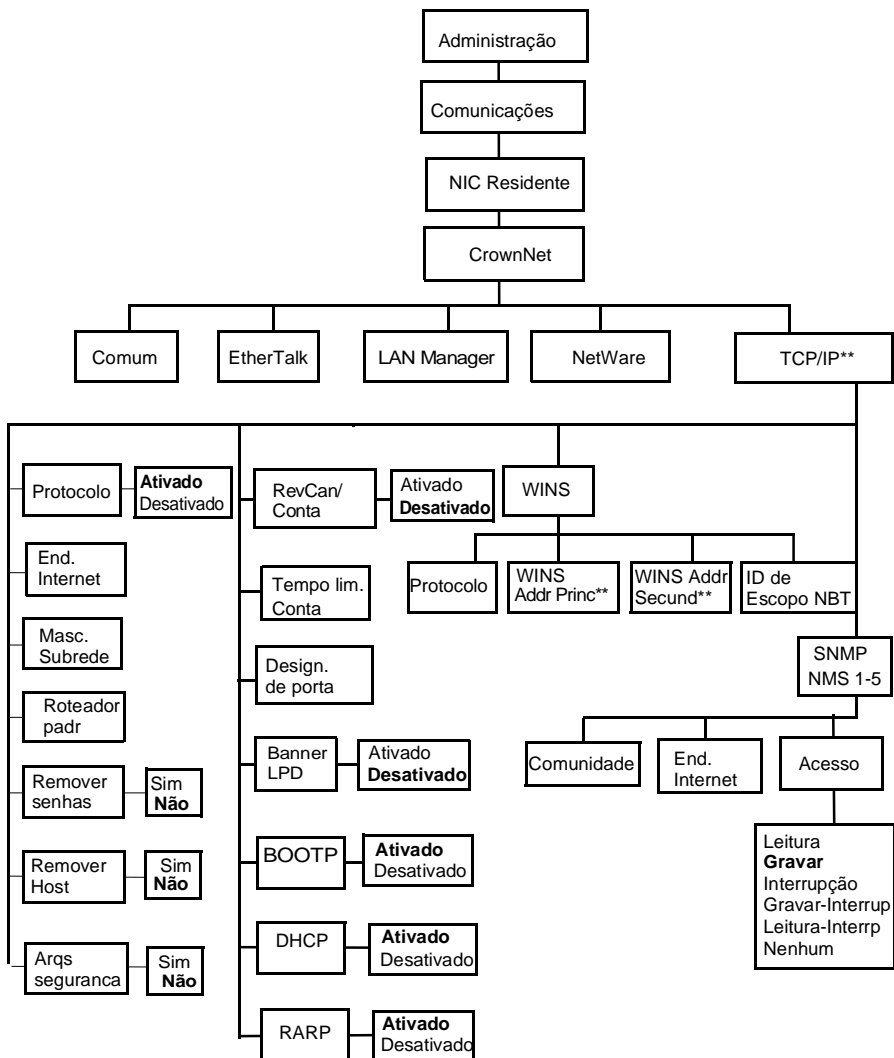 Administração
Comunicações
NIC Residente
CrownNet
Comum
EtherTalk
LAN Manager
NetWare
TCP/IP**
Protocolo
Ativado
Desativado
End.
Internet
Masc.
Subrede
Roteador
padr
Remover
senhas
Sim
Não
Remover
Host
Sim
Não
Arqs
seguranca
Sim
Não
RevCan/
Conta
Ativado
Desativado
Tempo lim.
Conta
Design.
de porta
Banner
LPD
Ativado
Desativado
BOOTP
Ativado
Desativado
DHCP
Ativado
Desativado
RARP
Ativado
Desativado
WINS
Protocolo
WINS
Addr Princ**
WINS Addr
Secund**
ID de
Escopo NBT
SNMP
NMS 1-5
Comunidade
End.
Internet
Acesso
Leitura
Gravar
Interrupção
Gravar-Interrup
Leitura-Interrp
Nenhum